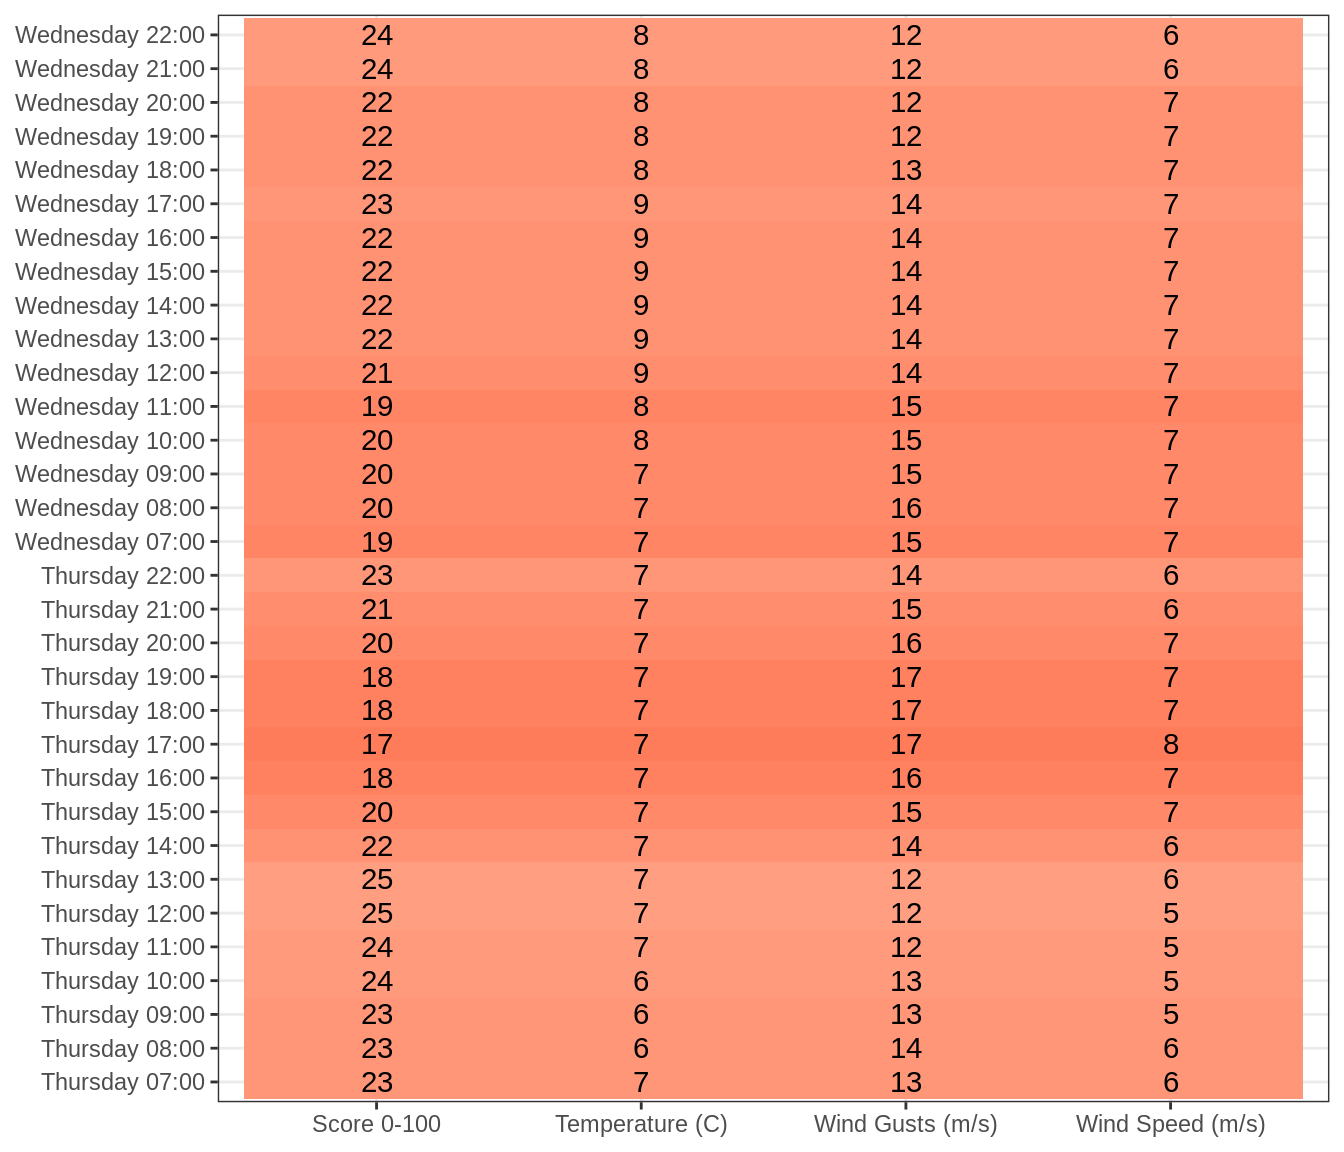 Wednesday 22:00 24 8 12 6
Wednesday 21:00 24 8 12 6
Wednesday 20:00 22 8 12 7
Wednesday 19:00 22 8 12 7
Wednesday 18:00 22 8 13 7
Wednesday 17:00 23 9 14 7
Wednesday 16:00 22 9 14 7
Wednesday 15:00 22 9 14 7
Wednesday 14:00 22 9 14 7
Wednesday 13:00 22 9 14 7
Wednesday 12:00 21 9 14 7
Wednesday 11:00 19 8 15 7
Wednesday 10:00 20 8 15 7
Wednesday 09:00 20 7 15 7
Wednesday 08:00 20 7 16 7
Wednesday 07:00 19 7 15 7
Thursday 22:00 23 7 14 6
Thursday 21:00 21 7 15 6
Thursday 20:00 20 7 16 7
Thursday 19:00 18 7 17 7
Thursday 18:00 18 7 17 7
Thursday 17:00 17 7 17 8
Thursday 16:00 18 7 16 7
Thursday 15:00 20 7 15 7
Thursday 14:00 22 7 14 6
Thursday 13:00 25 7 12 6
Thursday 12:00 25 7 12 5
Thursday 11:00 24 7 12 5
Thursday 10:00 24 6 13 5
Thursday 09:00 23 6 13 5
Thursday 08:00 23 6 14 6
Thursday 07:00 23 7 13 6
Score 0-100 Temperature (C) Wind Gusts (m/s) Wind Speed (m/s)